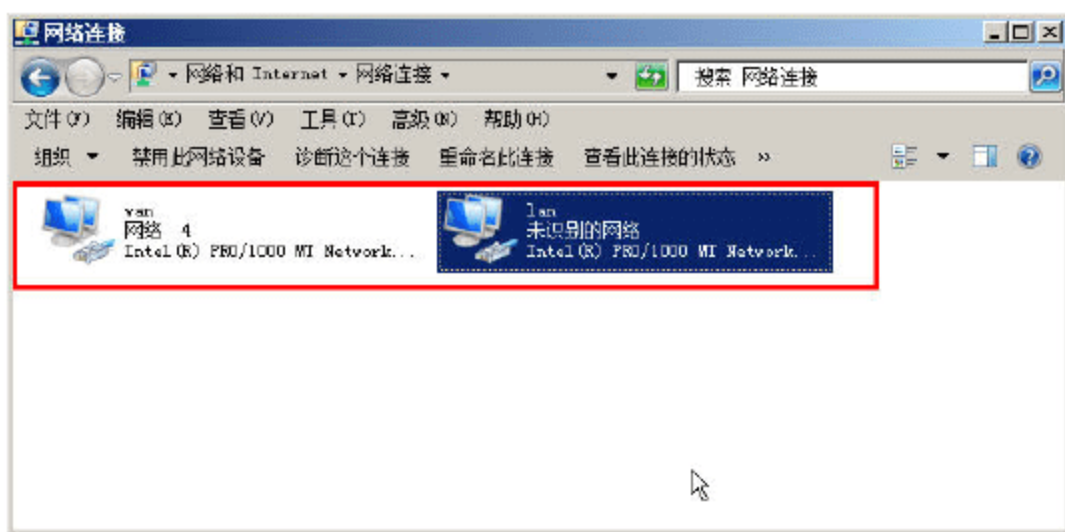 网络连接
网络和 Internet 网络连接 搜索 网络连接
文件(F) 编辑(E) 查看(V) 工具(T) 高级(N) 帮助(H)
组织 禁用此网络设备 诊断这个连接 重命名此连接 查看此连接的状态 »
wan
网络 4
Intel(R) PRO/1000 MT Network...
lan
未识别的网络
Intel(R) PRO/1000 MT Network...